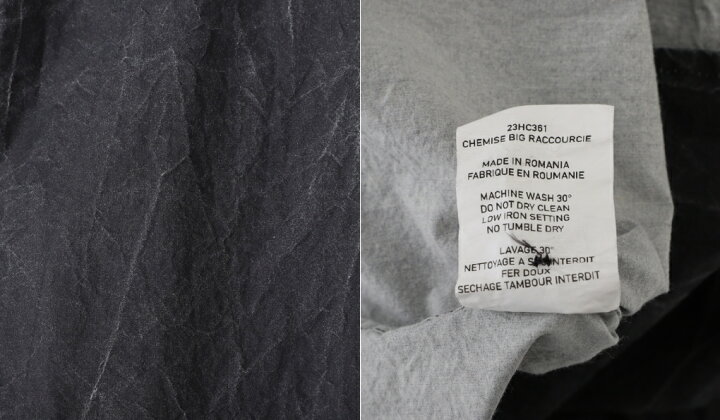 23HC361
CHEMISE BIG RACCOURCIE
MADE IN ROMANIA
FABRIQUE EN ROUMANIE
MACHINE WASH 30°
DO NOT DRY CLEAN
LOW IRON SETTING
NO TUMBLE DRY
LAVAGE 30°
NETTOYAGE A SEC INTERDIT
FER DOUX
SECHAGE TAMBOUR INTERDIT